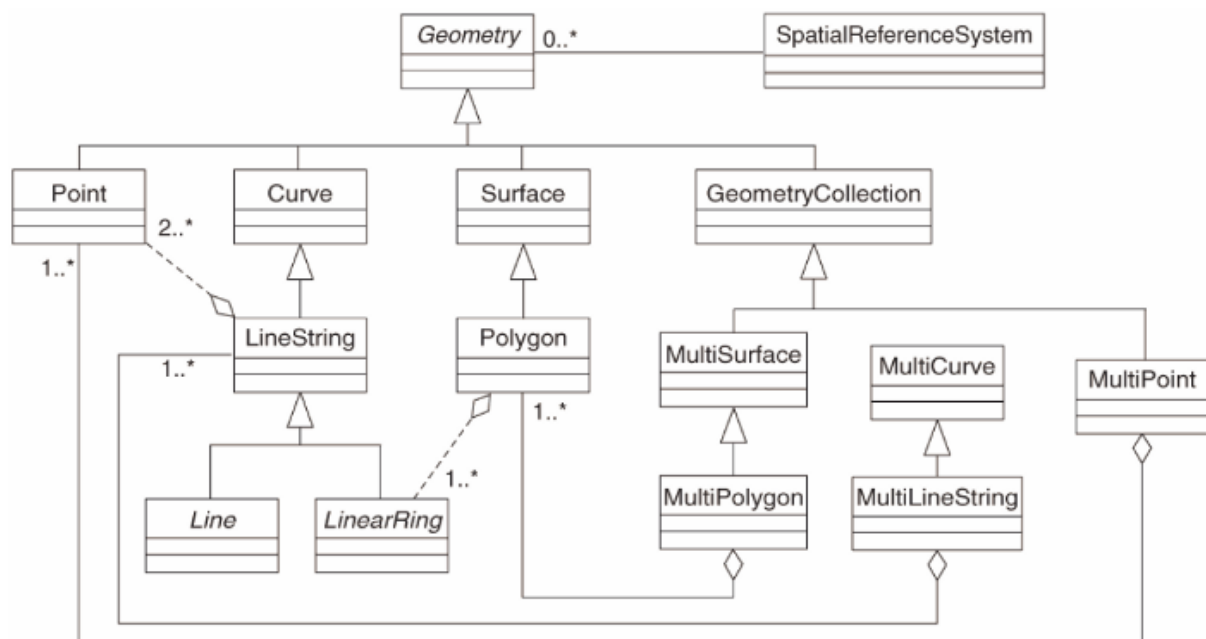 Geometry
0..*
SpatialReferenceSystem
Point
Curve
Surface
GeometryCollection
2..*
1..*
LineString
Polygon
MultiSurface
MultiCurve
MultiPoint
1..*
1..*
1..*
Line
LinearRing
MultiPolygon
MultiLineString